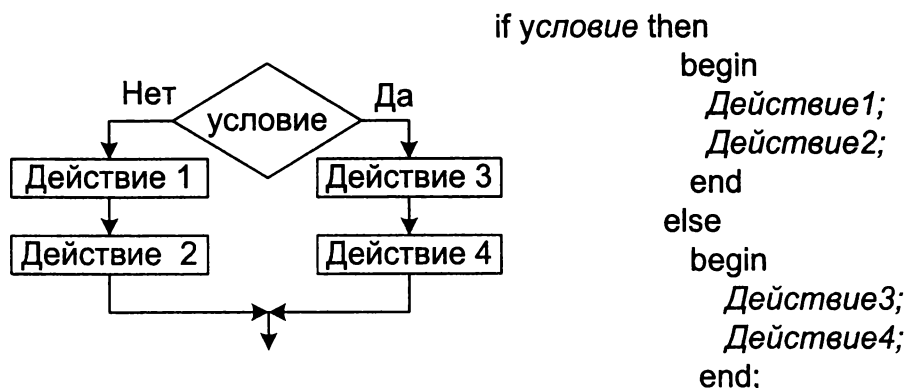 Нет
Да
условие
Действие 1
Действие 3
Действие 2
Действие 4
if условие then
begin
Действие1;
Действие2;
end
else
begin
Действие3;
Действие4;
end;